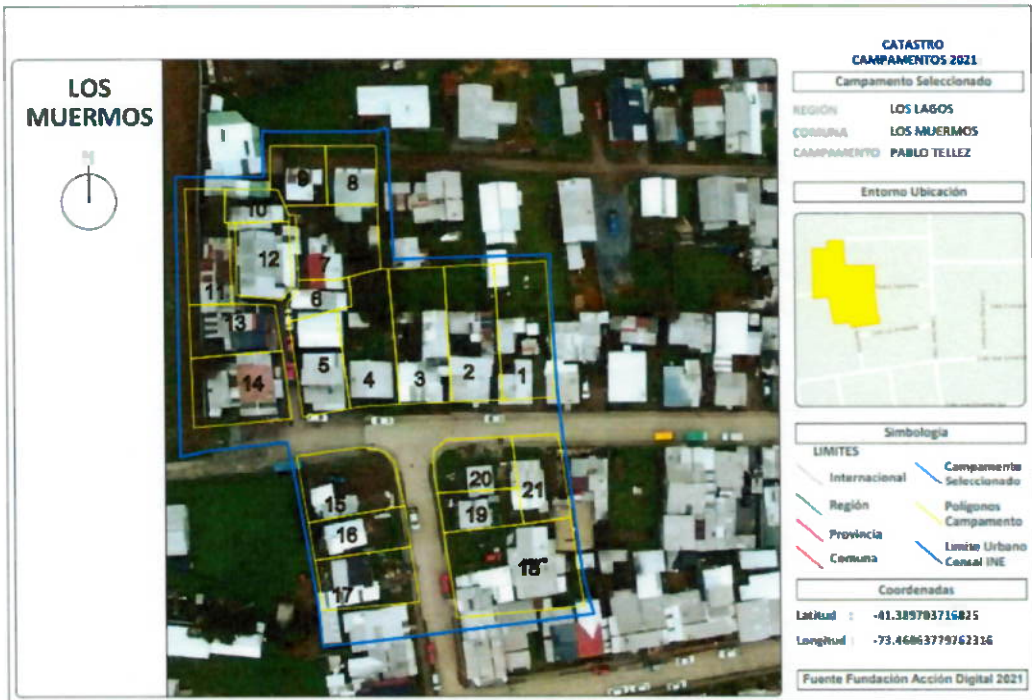 LOS
MUERMOS
N
CATASTRO
CAMPAMENTOS 2021
Campamento Seleccionado
REGIÓN LOS LAGOS
COMUNA LOS MUERMOS
CAMPAMENTO PABLO TELLEZ
Entorno Ubicación
Simbología
LIMITES
Internacional
Región
Provincia
Comuna
Campamento
Seleccionado
Polígonos
Campamento
Limite Urbano
Censal INE
Coordenadas
Latitud : -41.389703716825
Longitud : -73.46863779762316
Fuente Fundación Acción Digital 2021
9
8
10
12
7
11
6
13
5
4
3
2
1
14
20
21
15
19
16
18
17